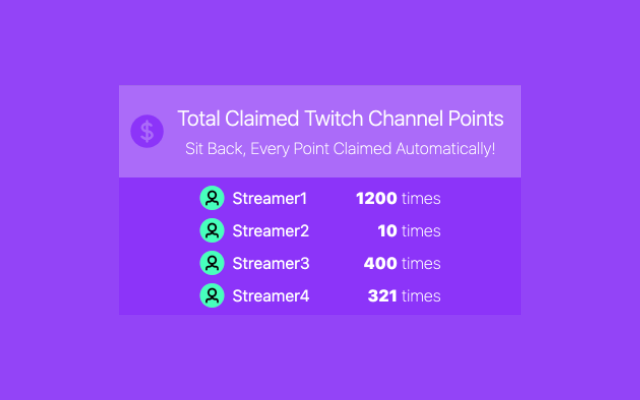 $
Total Claimed Twitch Channel Points
Sit Back, Every Point Claimed Automatically!
Streamer1 1200 times
Streamer2 10 times
Streamer3 400 times
Streamer4 321 times